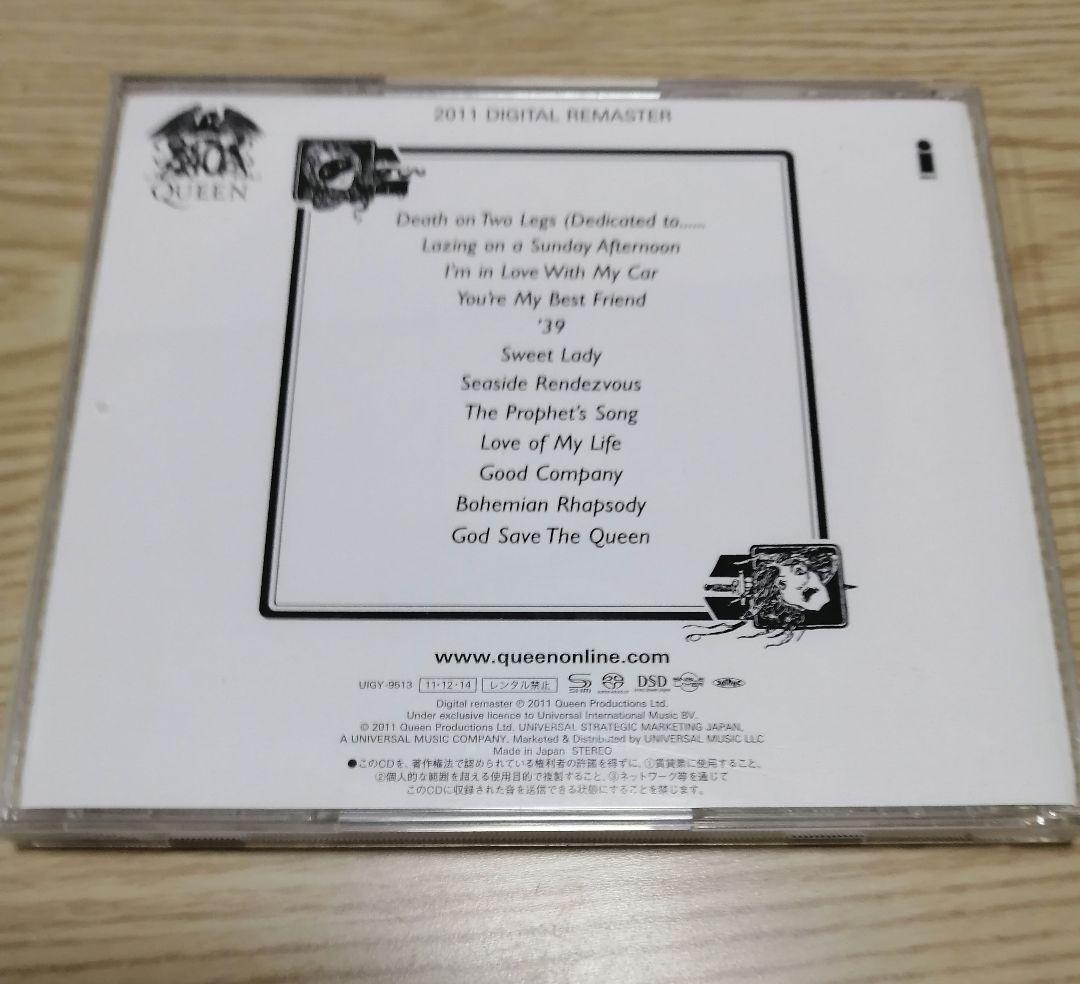 2011 DIGITAL REMASTER
QUEEN
Death on Two Legs (Dedicated to......
Lazing on a Sunday Afternoon
I'm in Love With My Car
You're My Best Friend
'39
Sweet Lady
Seaside Rendezvous
The Prophet's Song
Love of My Life
Good Company
Bohemian Rhapsody
God Save The Queen
www.queenonline.com
UIGY-9513 11·12·14 レンタル禁止 DSD
Digital remaster ℗ 2011 Queen Productions Ltd.
Under exclusive licence to Universal International Music BV.
© 2011 Queen Productions Ltd. UNIVERSAL STRATEGIC MARKETING JAPAN,
A UNIVERSAL MUSIC COMPANY. Marketed & Distributed by UNIVERSAL MUSIC LLC
Made in Japan STEREO
●このCDを、著作権法で認められている権利者の許諾を得ずに、①賃貸業に使用すること、
②個人的な範囲を超える使用目的で複製すること、③ネットワーク等を通じて
このCDに収録された音を送信できる状態にすることを禁じます。